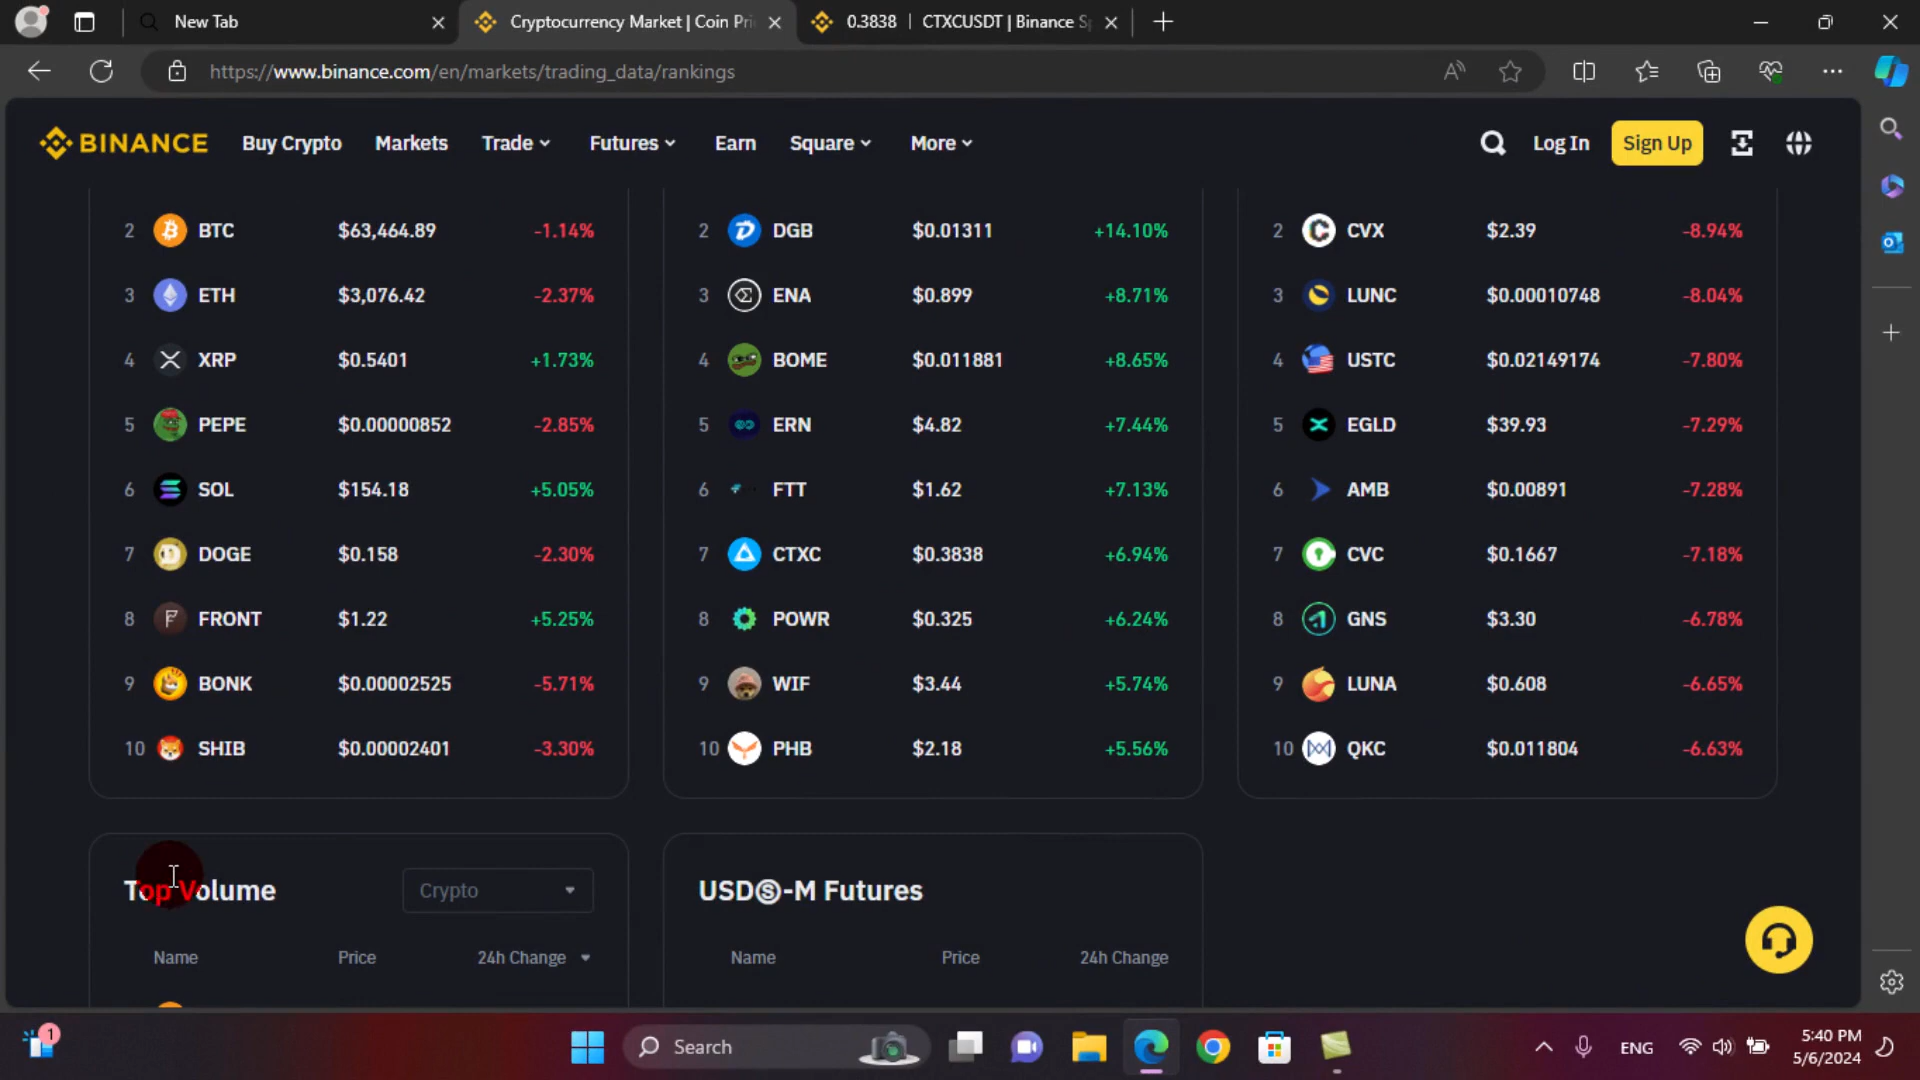 New Tab
Cryptocurrency Market | Coin Pri
0.3838 | CTXCUSDT | Binance Sp
https://www.binance.com/en/markets/trading_data/rankings
BINANCE Buy Crypto Markets Trade Futures Earn Square More Log In Sign Up
2 BTC $63,464.89 -1.14%
3 ETH $3,076.42 -2.37%
4 XRP $0.5401 +1.73%
5 PEPE $0.00000852 -2.85%
6 SOL $154.18 +5.05%
7 DOGE $0.158 -2.30%
8 FRONT $1.22 +5.25%
9 BONK $0.00002525 -5.71%
10 SHIB $0.00002401 -3.30%
2 DGB $0.01311 +14.10%
3 ENA $0.899 +8.71%
4 BOME $0.011881 +8.65%
5 ERN $4.82 +7.44%
6 FTT $1.62 +7.13%
7 CTXC $0.3838 +6.94%
8 POWR $0.325 +6.24%
9 WIF $3.44 +5.74%
10 PHB $2.18 +5.56%
2 CVX $2.39 -8.94%
3 LUNC $0.00010748 -8.04%
4 USTC $0.02149174 -7.80%
5 EGLD $39.93 -7.29%
6 AMB $0.00891 -7.28%
7 CVC $0.1667 -7.18%
8 GNS $3.30 -6.78%
9 LUNA $0.608 -6.65%
10 QKC $0.011804 -6.63%
Top Volume Crypto
Name Price 24h Change
USDⓈ-M Futures
Name Price 24h Change
1
Search
ENG
5:40 PM
5/6/2024